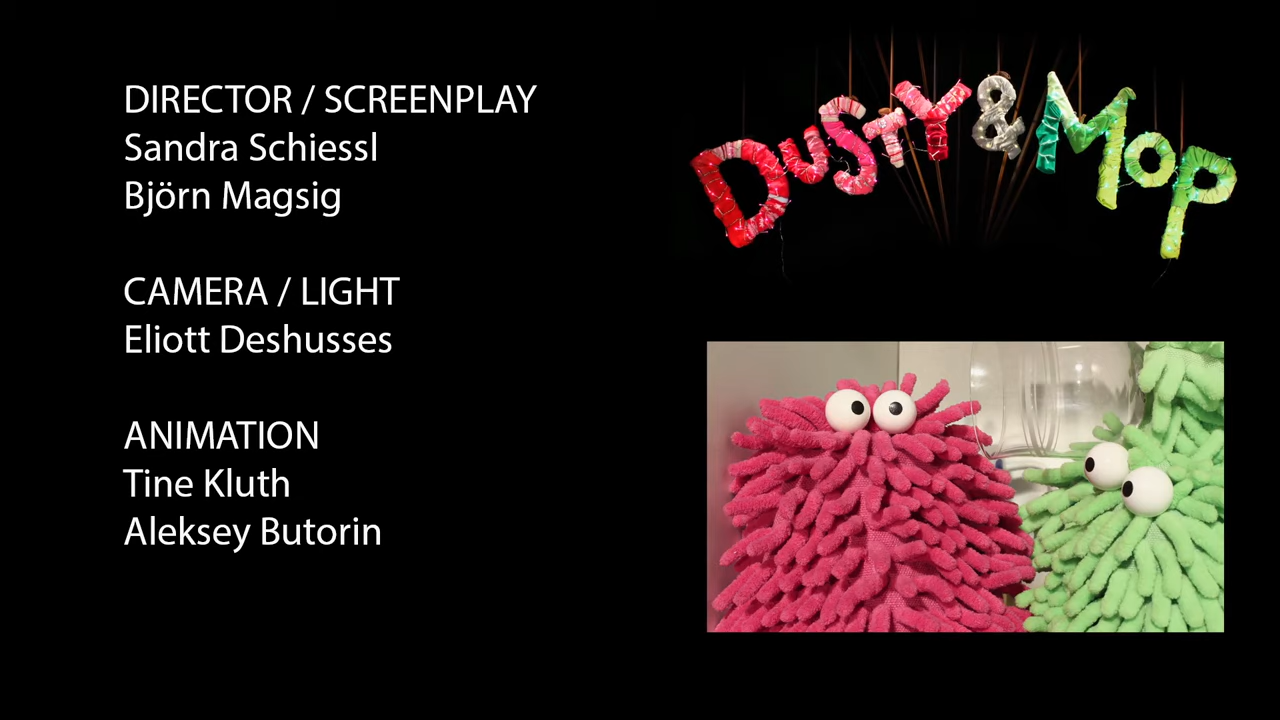 DIRECTOR / SCREENPLAY
Sandra Schiessl
Björn Magsig
CAMERA / LIGHT
Eliott Deshusses
ANIMATION
Tine Kluth
Aleksey Butorin
DUSTY & MOP